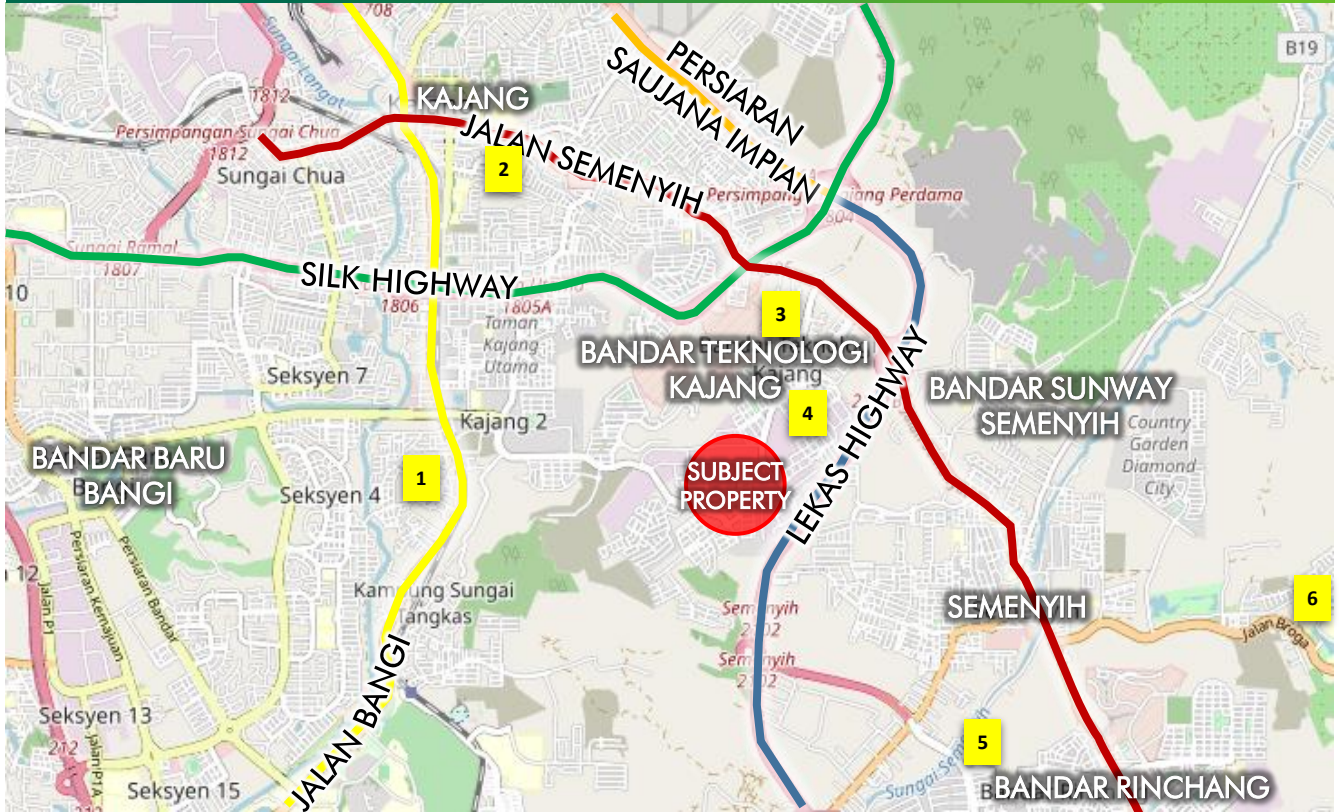 708
B19
KAJANG
PERSIARAN
SAUJANA IMPIAN
Sungai Langat
1812
Persimpangan Sungai Chua
1812
Sungai Chua
JALAN SEMENYIH
2
Perdama
1804
Sungai Ramal
1807
SILK HIGHWAY
10
1806
1805A
Taman
Kajang
Utama
3
BANDAR TEKNOLOGI
KAJANG
Kajang
4
Seksyen 7
LEKAS HIGHWAY
BANDAR SUNWAY
SEMENYIH
Country
Garden
Diamond
City
Kajang 2
BANDAR BARU
BANGI
1
Seksyen 4
SUBJECT
PROPERTY
Persiaran Kemajuan
Persiaran Bandar
12
Jalan P1
Kampung Sungai
Tangkas
Semenyih
2102
Semenyih
2102
SEMENYIH
6
Jalan Broga
JALAN BANGI
Seksyen 13
212
Jalan P1A
Seksyen 15
5
BANDAR RINCHANG